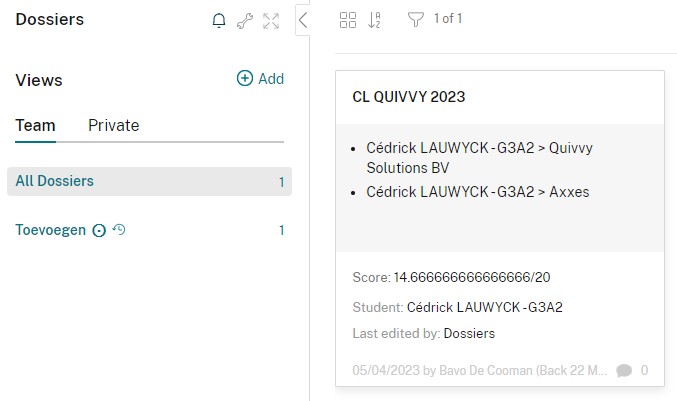 Dossiers
Views
Add
Team Private
All Dossiers 1
Toevoegen 1
1 of 1
CL QUIVVY 2023
• Cédrick LAUWYCK - G3A2 > Quivvy
Solutions BV
• Cédrick LAUWYCK - G3A2 > Axxes
Score: 14.666666666666666/20
Student: Cédrick LAUWYCK - G3A2
Last edited by: Dossiers
05/04/2023 by Bavo De Cooman (Back 22 M... 0